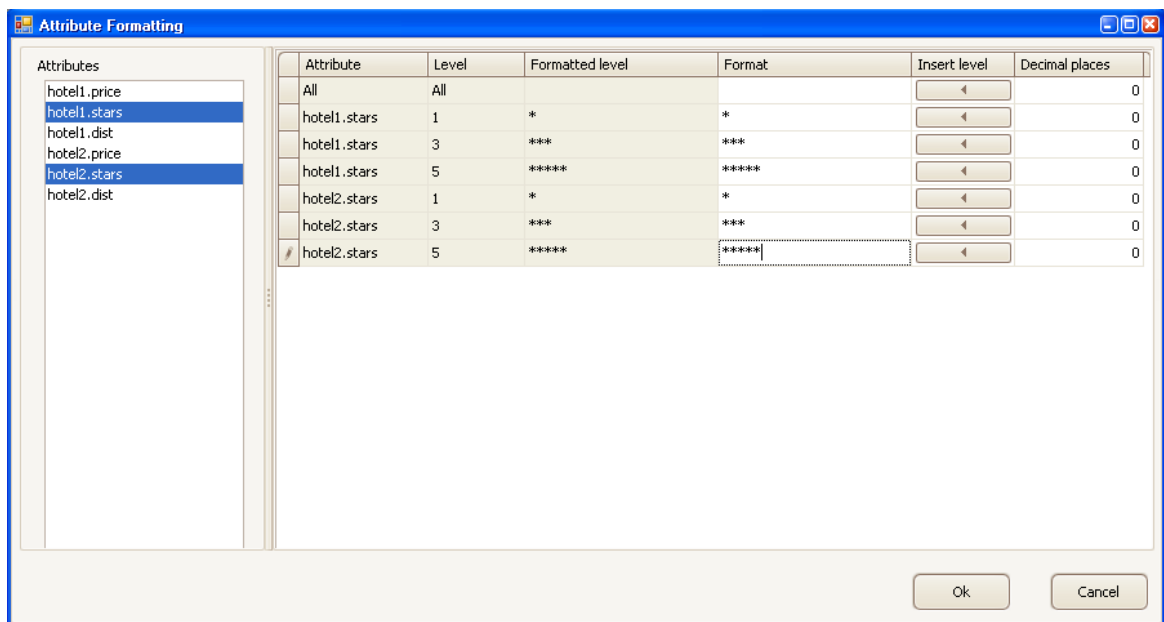 Attribute Formatting
Attributes
hotel1.price
hotel1.stars
hotel1.dist
hotel2.price
hotel2.stars
hotel2.dist
Attribute Level Formatted level Format Insert level Decimal places
All All 0
hotel1.stars 1 * * 0
hotel1.stars 3 *** *** 0
hotel1.stars 5 ***** ***** 0
hotel2.stars 1 * * 0
hotel2.stars 3 *** *** 0
hotel2.stars 5 ***** ***** 0
Ok Cancel